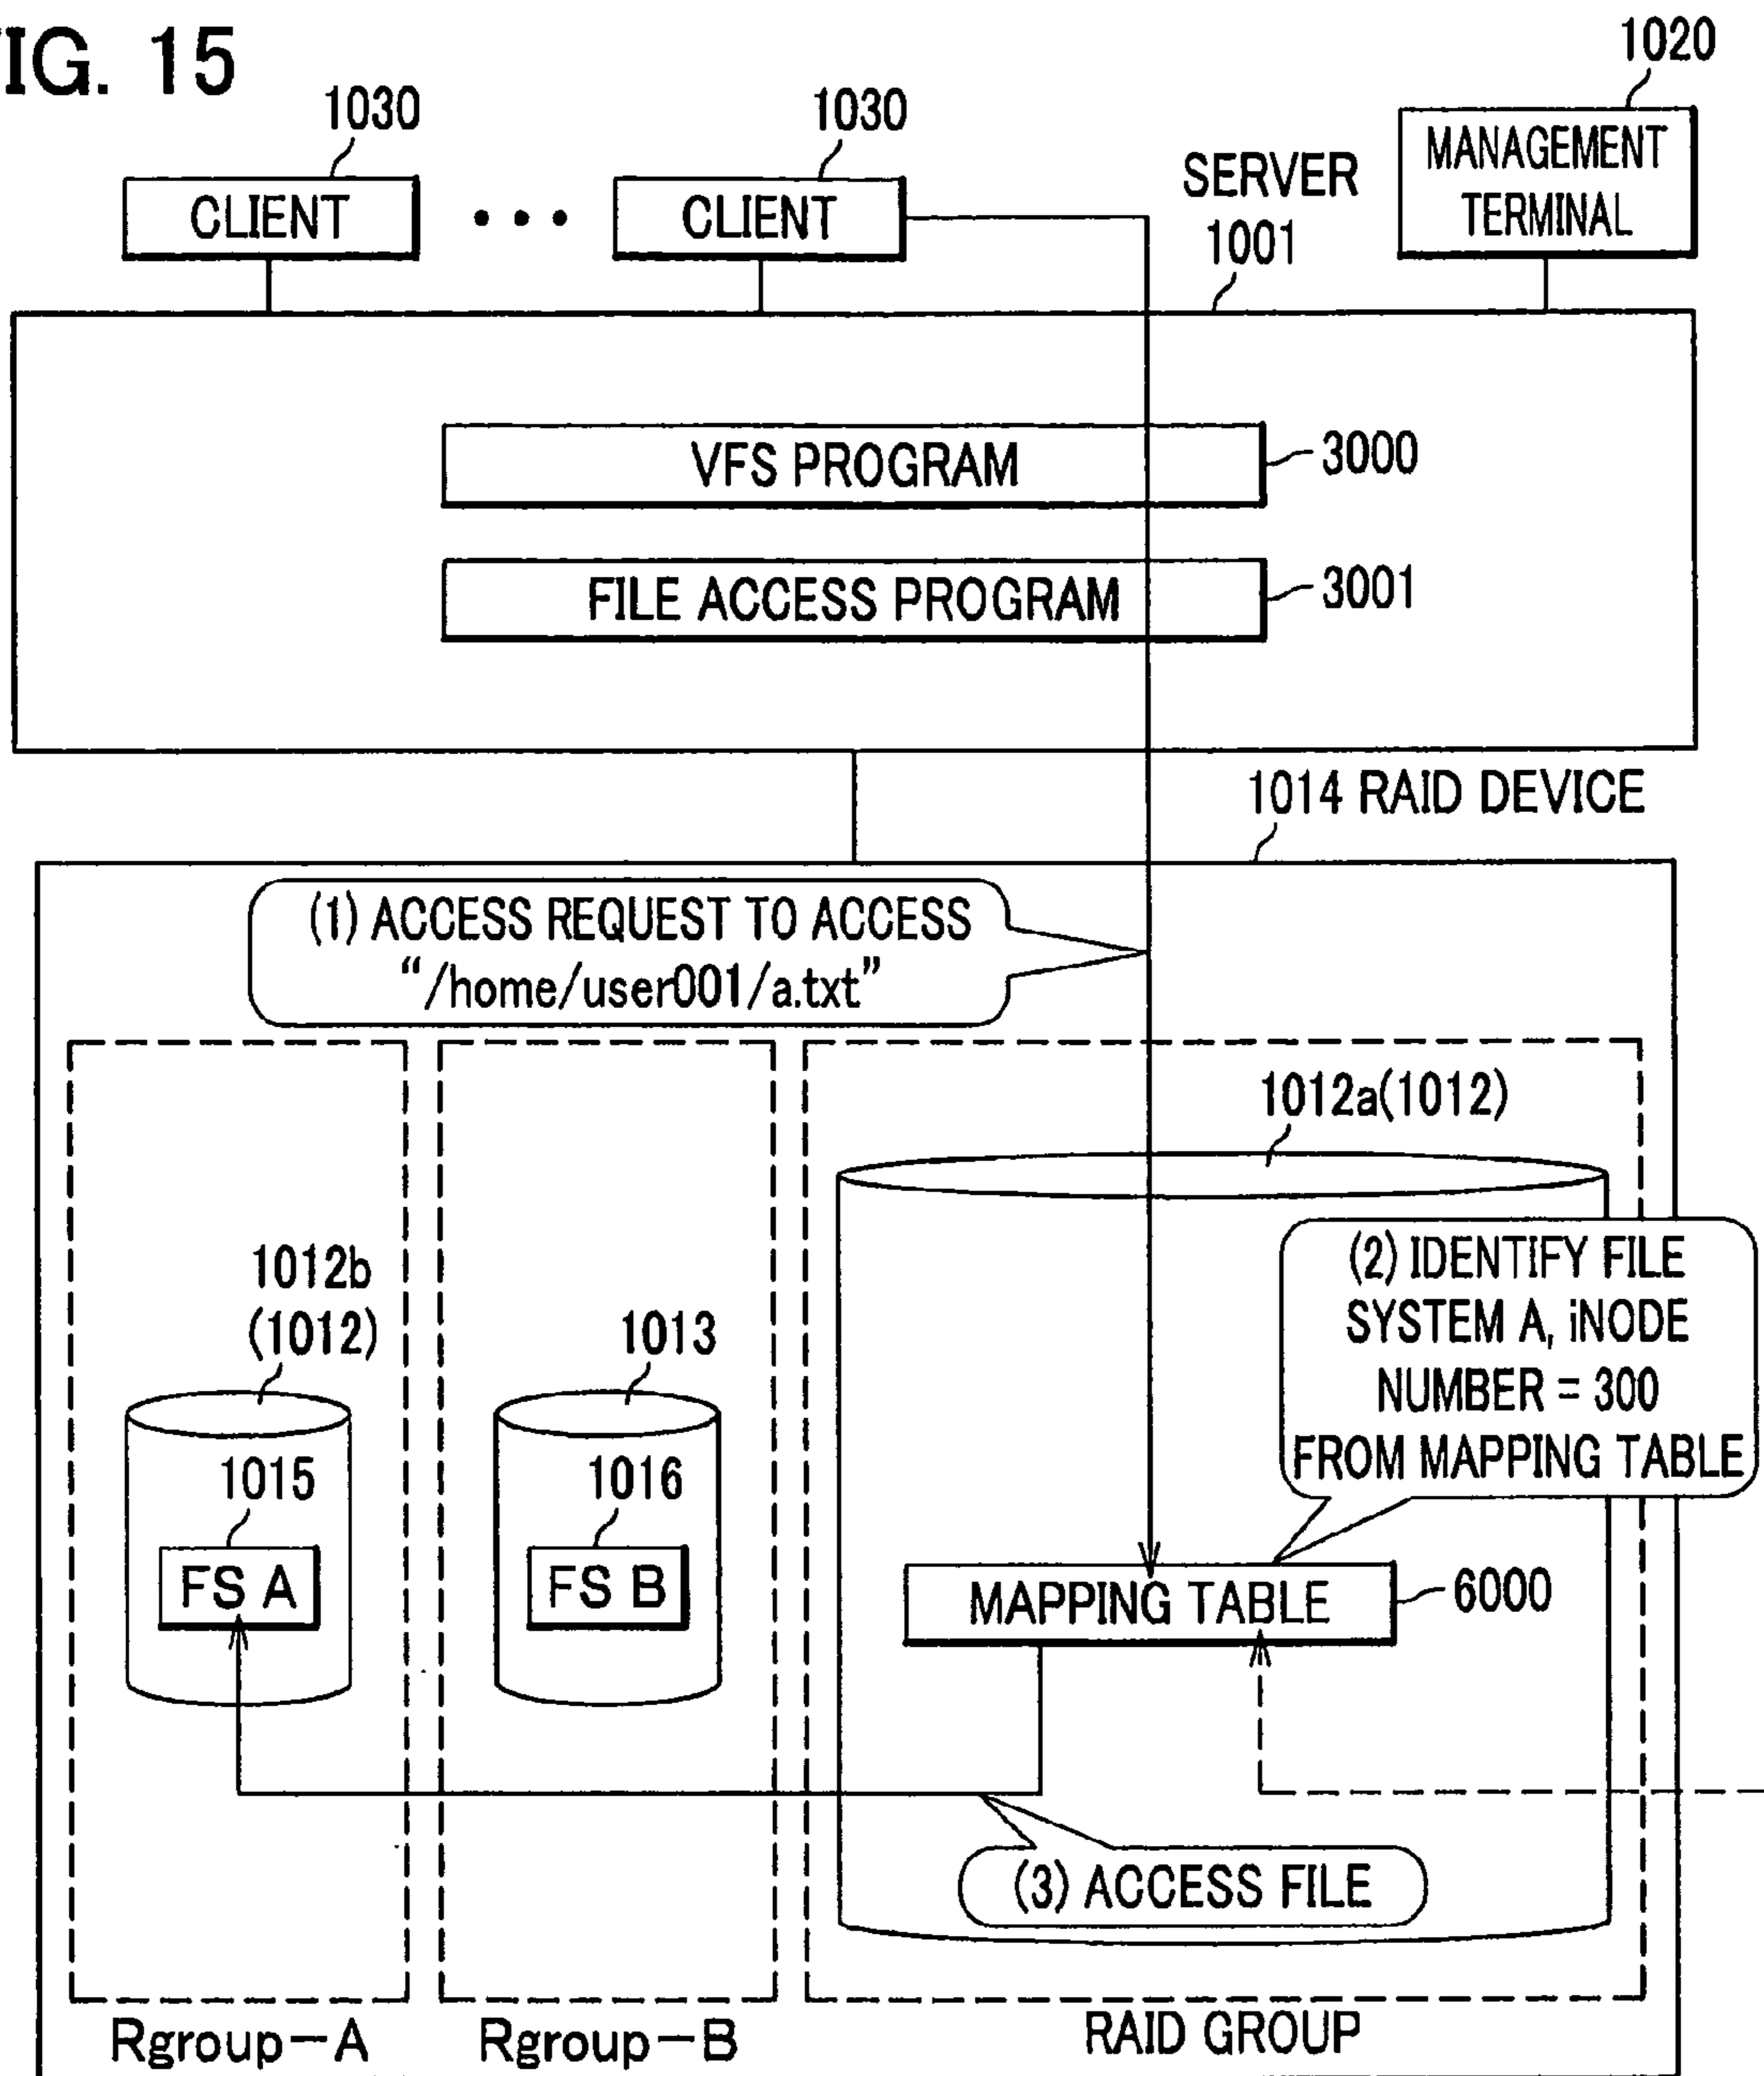 FIG. 15
1020
1030
1030
MANAGEMENT
TERMINAL
SERVER
1001
CLIENT
• • •
CLIENT
VFS PROGRAM
3000
FILE ACCESS PROGRAM
3001
1014 RAID DEVICE
(1) ACCESS REQUEST TO ACCESS
“/home/user001/a.txt”
1012a(1012)
(2) IDENTIFY FILE
SYSTEM A, iNODE
NUMBER = 300
FROM MAPPING TABLE
1012b
(1012)
1013
1015
1016
FS A
FS B
MAPPING TABLE
6000
(3) ACCESS FILE
Rgroup－A
Rgroup－B
RAID GROUP